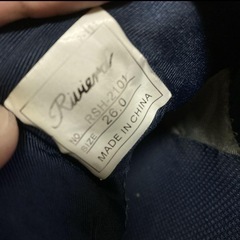 Riviera
NO. RSH-2101
SIZE 26.0
MADE IN CHINA